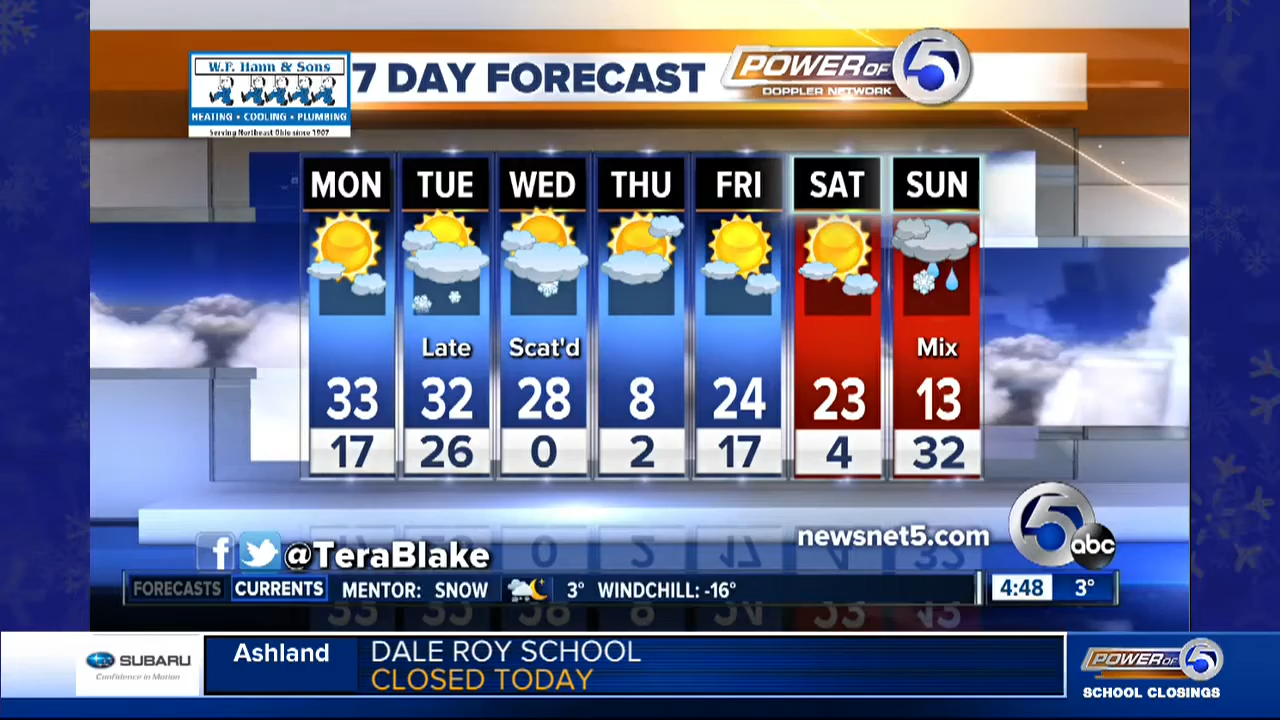 W.F. Hann & Sons
HEATING • COOLING • PLUMBING
Serving Northeast Ohio since 1907
7 DAY FORECAST
POWER OF 5
DOPPLER NETWORK
MON TUE WED THU FRI SAT SUN
Late Scat'd Mix
33 32 28 8 24 23 13
17 26 0 2 17 4 32
newsnet5.com
5 abc
f @TeraBlake
FORECASTS CURRENTS MENTOR: SNOW 3° WINDCHILL: -16° 4:48 3°
SUBARU
Confidence in Motion
Ashland
DALE ROY SCHOOL
CLOSED TODAY
POWER OF 5
SCHOOL CLOSINGS